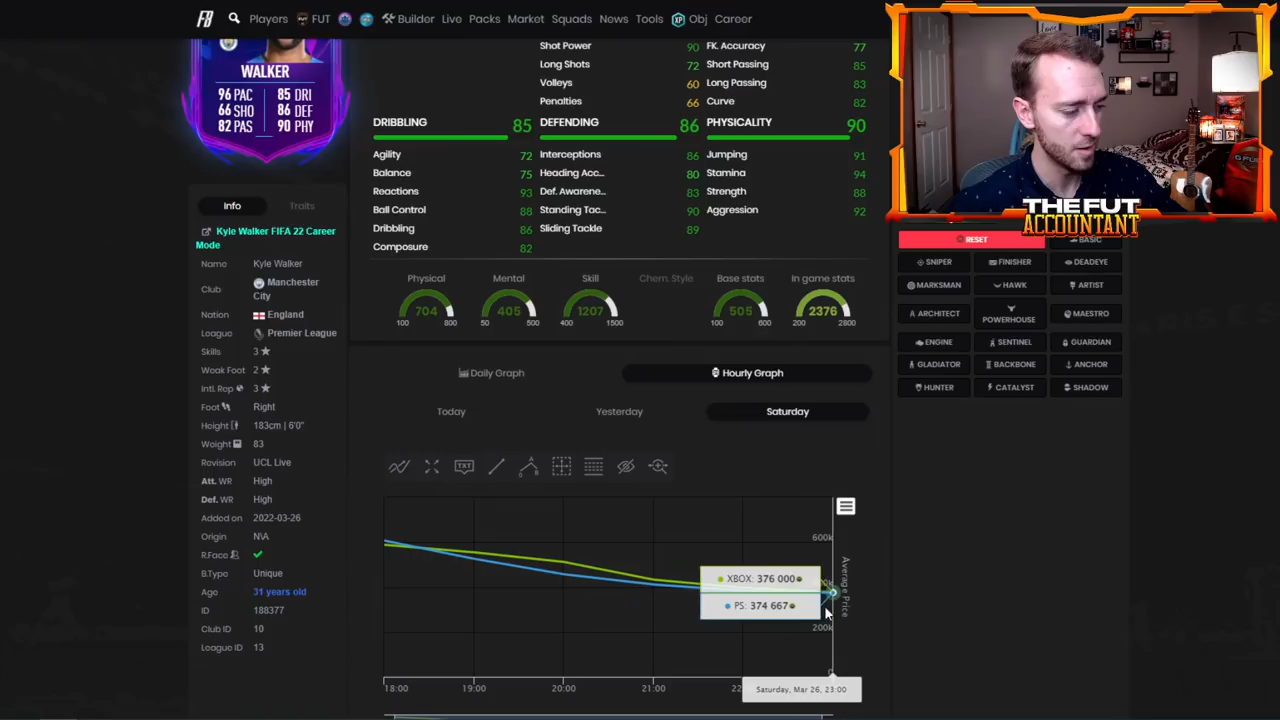 FB
Players
FUT
Builder
Live
Packs
Market
Squads
News
Tools
XP Obj
Career
WALKER
96 PAC 85 DRI
66 SHO 86 DEF
82 PAS 90 PHY
Shot Power 90
Long Shots 72
Volleys 60
Penalties 66
FK. Accuracy 77
Short Passing 85
Long Passing 83
Curve 82
DRIBBLING 85
Agility 72
Balance 75
Reactions 93
Ball Control 88
Dribbling 86
Composure 82
DEFENDING 86
Interceptions 86
Heading Acc... 80
Def. Awarene... 83
Standing Tac... 90
Sliding Tackle 89
PHYSICALITY 90
Jumping 91
Stamina 94
Strength 88
Aggression 92
Physical
704
100 800
Mental
405
50 500
Skill
1207
400 1500
Chem. Style
Base stats
505
100 600
In game stats
2376
200 2800
Info
Traits
Kyle Walker FIFA 22 Career
Mode
Name Kyle Walker
Club Manchester
City
Nation England
League Premier League
Skills 3
Weak Foot 2
Intl. Rep 3
Foot Right
Height 183cm | 6'0"
Weight 83
Revision UCL Live
Att. WR High
Def. WR High
Added on 2022-03-26
Origin N\A
R.Face
B.Type Unique
Age 31 years old
ID 188377
Club ID 10
League ID 13
Daily Graph
Hourly Graph
Today
Yesterday
Saturday
TXT
600k
200k
0
Average Price
XBOX: 376 000
PS: 374 667
18:00
19:00
20:00
21:00
Saturday, Mar 26, 23:00
THE FUT
ACCOUNTANT
RESET
BASIC
SNIPER
FINISHER
DEADEYE
MARKSMAN
HAWK
ARTIST
ARCHITECT
POWERHOUSE
MAESTRO
ENGINE
SENTINEL
GUARDIAN
GLADIATOR
BACKBONE
ANCHOR
HUNTER
CATALYST
SHADOW